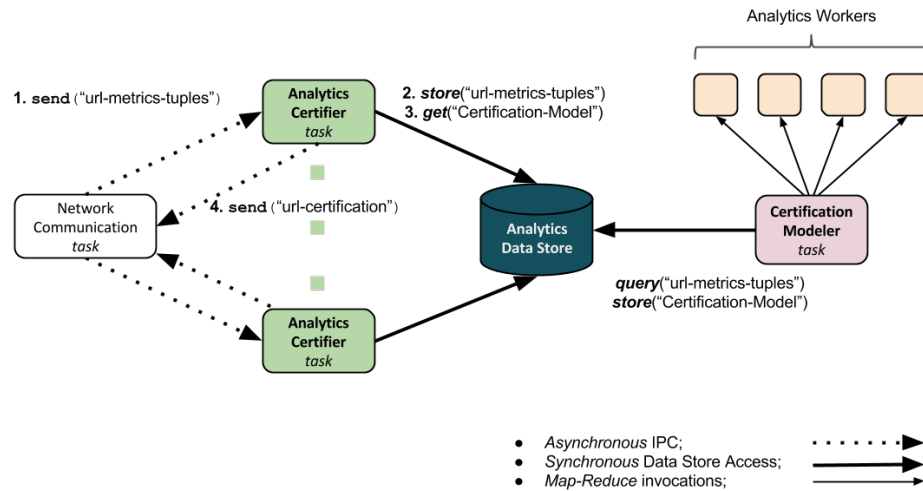 Analytics Workers
1. send(“url-metrics-tuples”)
Analytics
Certifier
task
2. store(“url-metrics-tuples”)
3. get(“Certification-Model”)
Network
Communication
task
4. send(“url-certification”)
Analytics
Data Store
Certification
Modeler
task
query(“url-metrics-tuples”)
store(“Certification-Model”)
Analytics
Certifier
task
● Asynchronous IPC;
● Synchronous Data Store Access;
● Map-Reduce invocations;